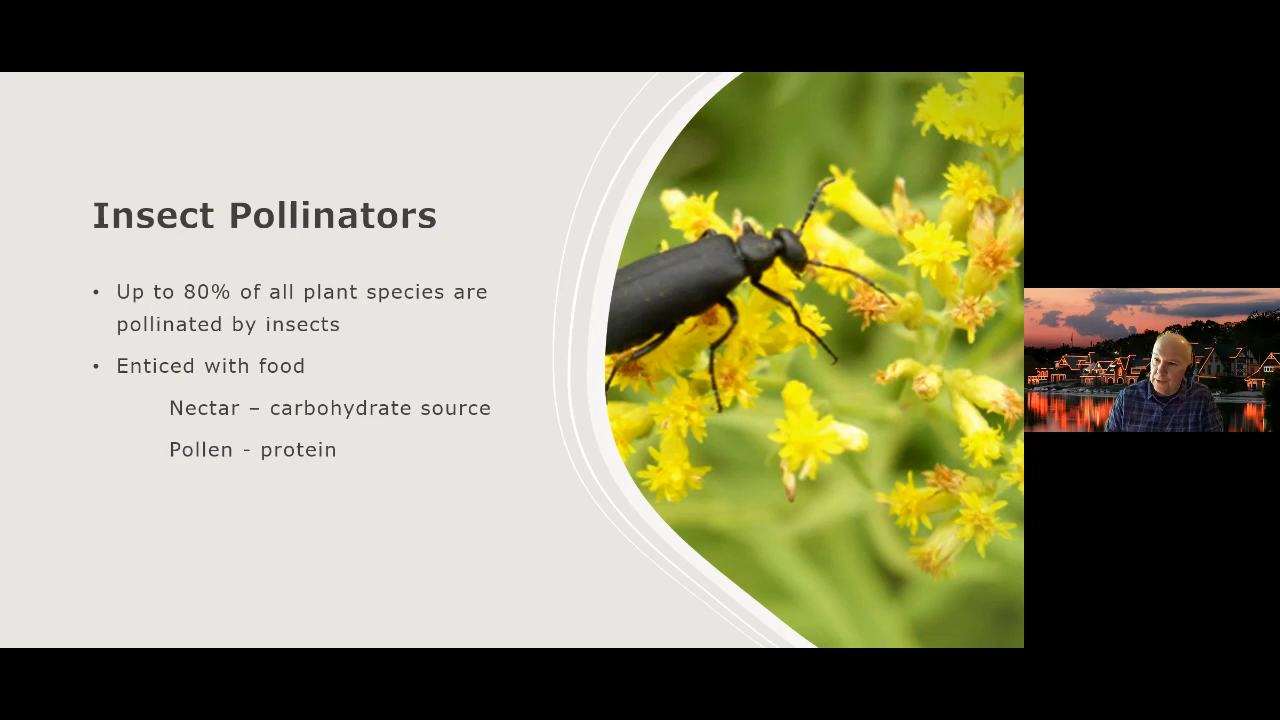 Insect Pollinators
• Up to 80% of all plant species are
pollinated by insects
• Enticed with food
Nectar – carbohydrate source
Pollen - protein